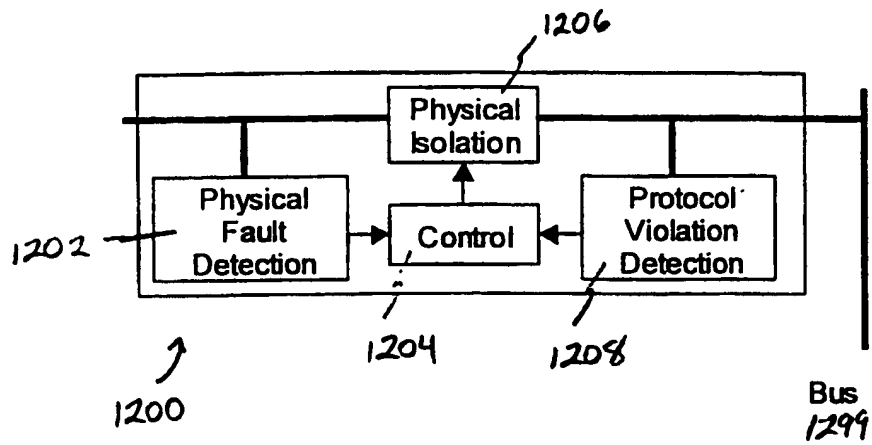 1206
Physical
Isolation
Physical
Fault
Detection
Control
Protocol
Violation
Detection
1202
1204
1208
1200
Bus
1299